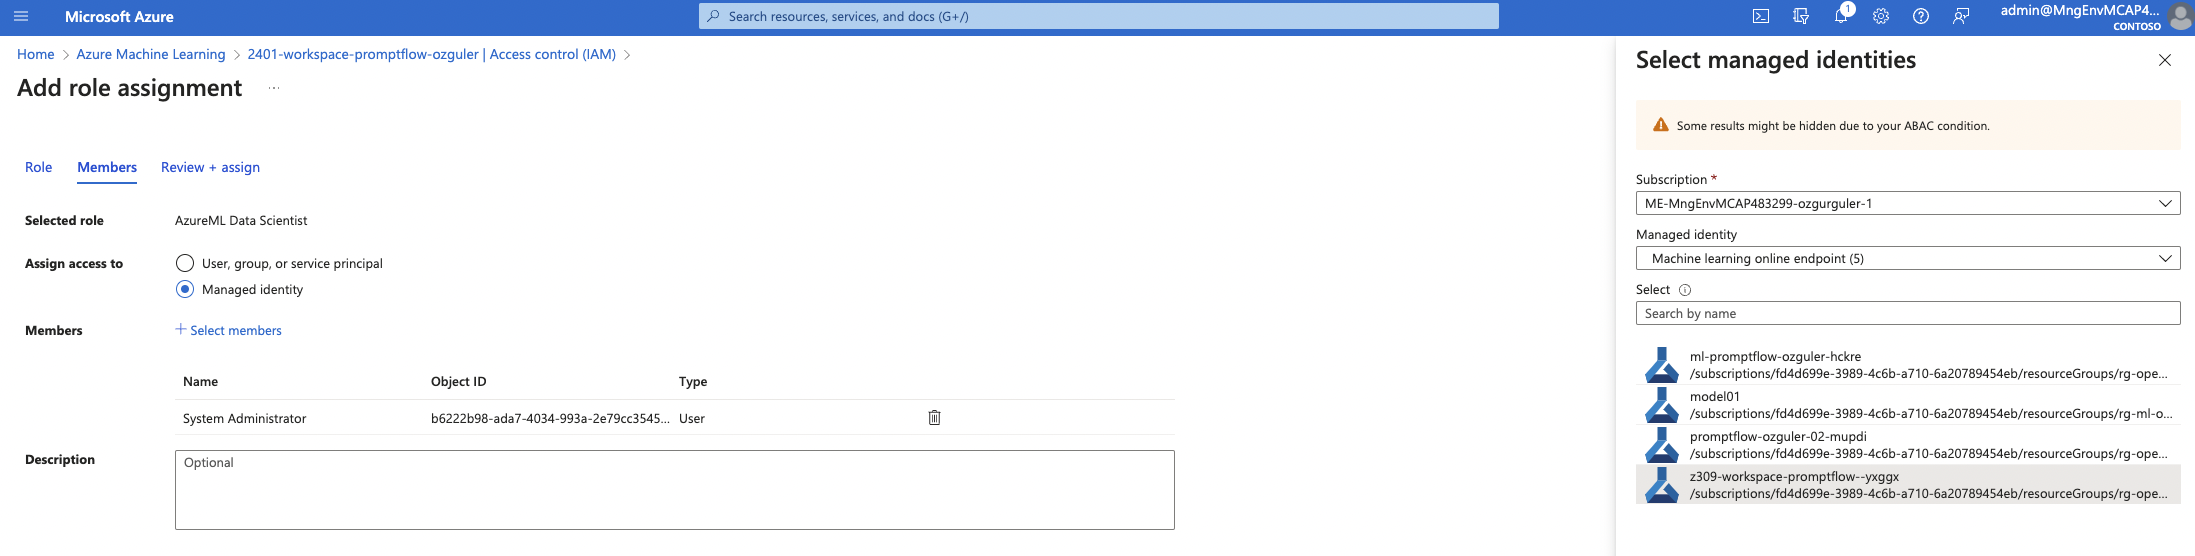 Microsoft Azure
Search resources, services, and docs (G+/)
1
admin@MngEnvMCAP4...
CONTOSO
Home > Azure Machine Learning > 2401-workspace-promptflow-ozguler | Access control (IAM) >
Add role assignment ...
Role Members Review + assign
Selected role AzureML Data Scientist
Assign access to User, group, or service principal
Managed identity
Members + Select members
Name Object ID Type
System Administrator b6222b98-ada7-4034-993a-2e79cc3545... User
Description Optional
Select managed identities
Some results might be hidden due to your ABAC condition.
Subscription *
ME-MngEnvMCAP483299-ozgurguler-1
Managed identity
Machine learning online endpoint (5)
Select
Search by name
ml-promptflow-ozguler-hckre
/subscriptions/fd4d699e-3989-4c6b-a710-6a20789454eb/resourceGroups/rg-ope...
model01
/subscriptions/fd4d699e-3989-4c6b-a710-6a20789454eb/resourceGroups/rg-ml-o...
promptflow-ozguler-02-mupdi
/subscriptions/fd4d699e-3989-4c6b-a710-6a20789454eb/resourceGroups/rg-ope...
z309-workspace-promptflow--yxggx
/subscriptions/fd4d699e-3989-4c6b-a710-6a20789454eb/resourceGroups/rg-ope...